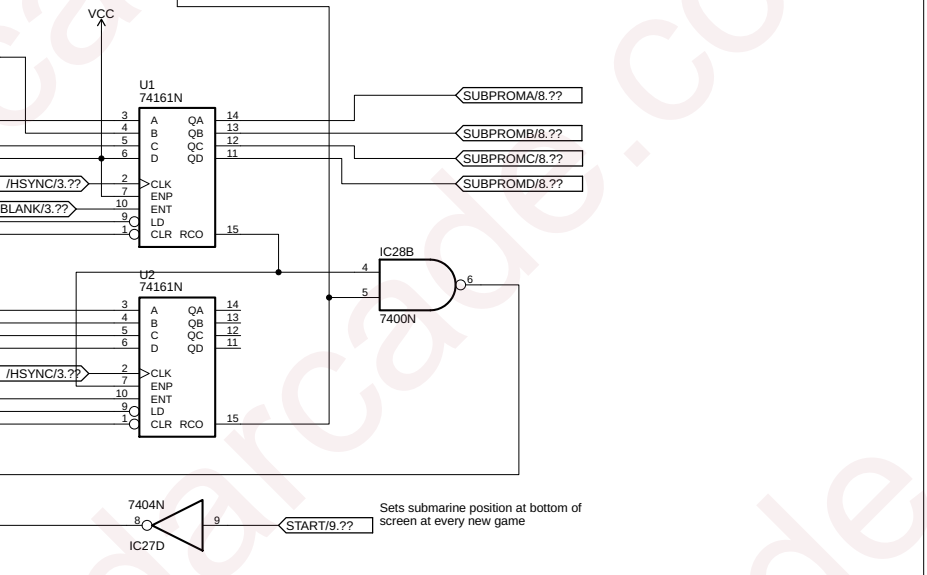 VCC
U1
74161N
3 A QA 14
4 B QB 13
5 C QC 12
6 D QD 11
2 CLK
7 ENP
10 ENT
9 LD
1 CLR RCO 15
/HSYNC/3.??
BLANK/3.??
SUBPROMA/8.??
SUBPROMB/8.??
SUBPROMC/8.??
SUBPROMD/8.??
IC28B
4
5
6
7400N
U2
74161N
3 A QA 14
4 B QB 13
5 C QC 12
6 D QD 11
2 CLK
7 ENP
10 ENT
9 LD
1 CLR RCO 15
/HSYNC/3.??
7404N
8
9
IC27D
START/9.??
Sets submarine position at bottom of
screen at every new game
darcade.co
de